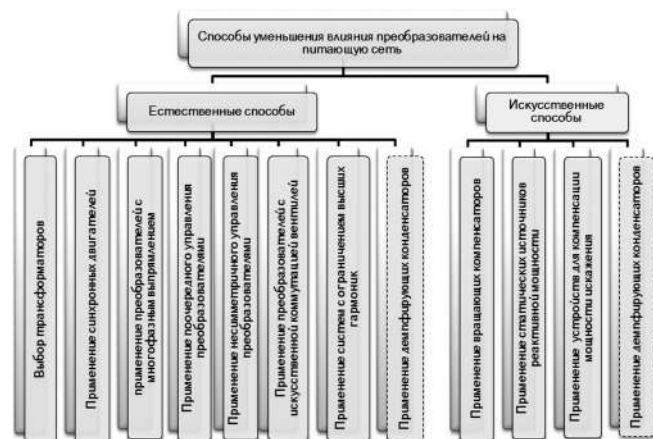 Способы уменьшения влияния преобразователей на
питающую сеть
Естественные способы
Искусственные
способы
Выбор трансформаторов
Применение синхронных двигателей
применение преобразователей с
многофазным выпрямлением
Применение поочередного управления
преобразователями
Применение несимметричного управления
преобразователями
Применение преобразователей с
искусственной коммутацией вентилей
Применение систем с ограничением высших
гармоник
Применение демпфирующих конденсаторов
Применение вращающих компенсаторов
Применение статических источников
реактивной мощности
Применение устройств для компенсации
мощности искажения
Применение демпфирующих конденсаторов